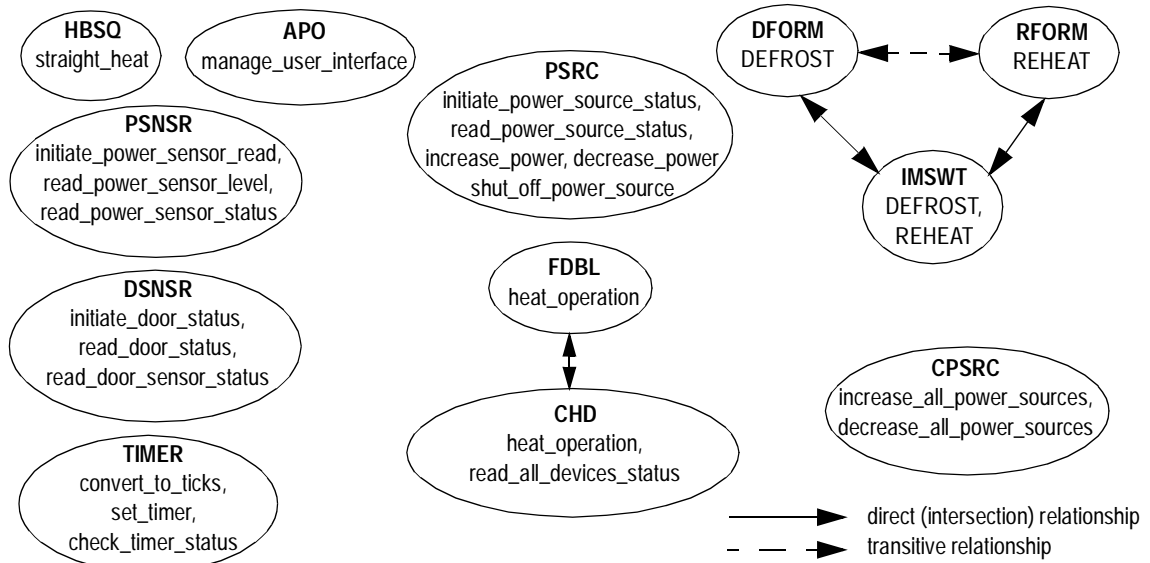 HBSQ
straight_heat
APO
manage_user_interface
PSNSR
initiate_power_sensor_read,
read_power_sensor_level,
read_power_sensor_status
DSNSR
initiate_door_status,
read_door_status,
read_door_sensor_status
TIMER
convert_to_ticks,
set_timer,
check_timer_status
PSRC
initiate_power_source_status,
read_power_source_status,
increase_power, decrease_power
shut_off_power_source
FDBL
heat_operation
CHD
heat_operation,
read_all_devices_status
DFORM
DEFROST
RFORM
REHEAT
IMSWT
DEFROST,
REHEAT
CPSRC
increase_all_power_sources,
decrease_all_power_sources
direct (intersection) relationship
transitive relationship